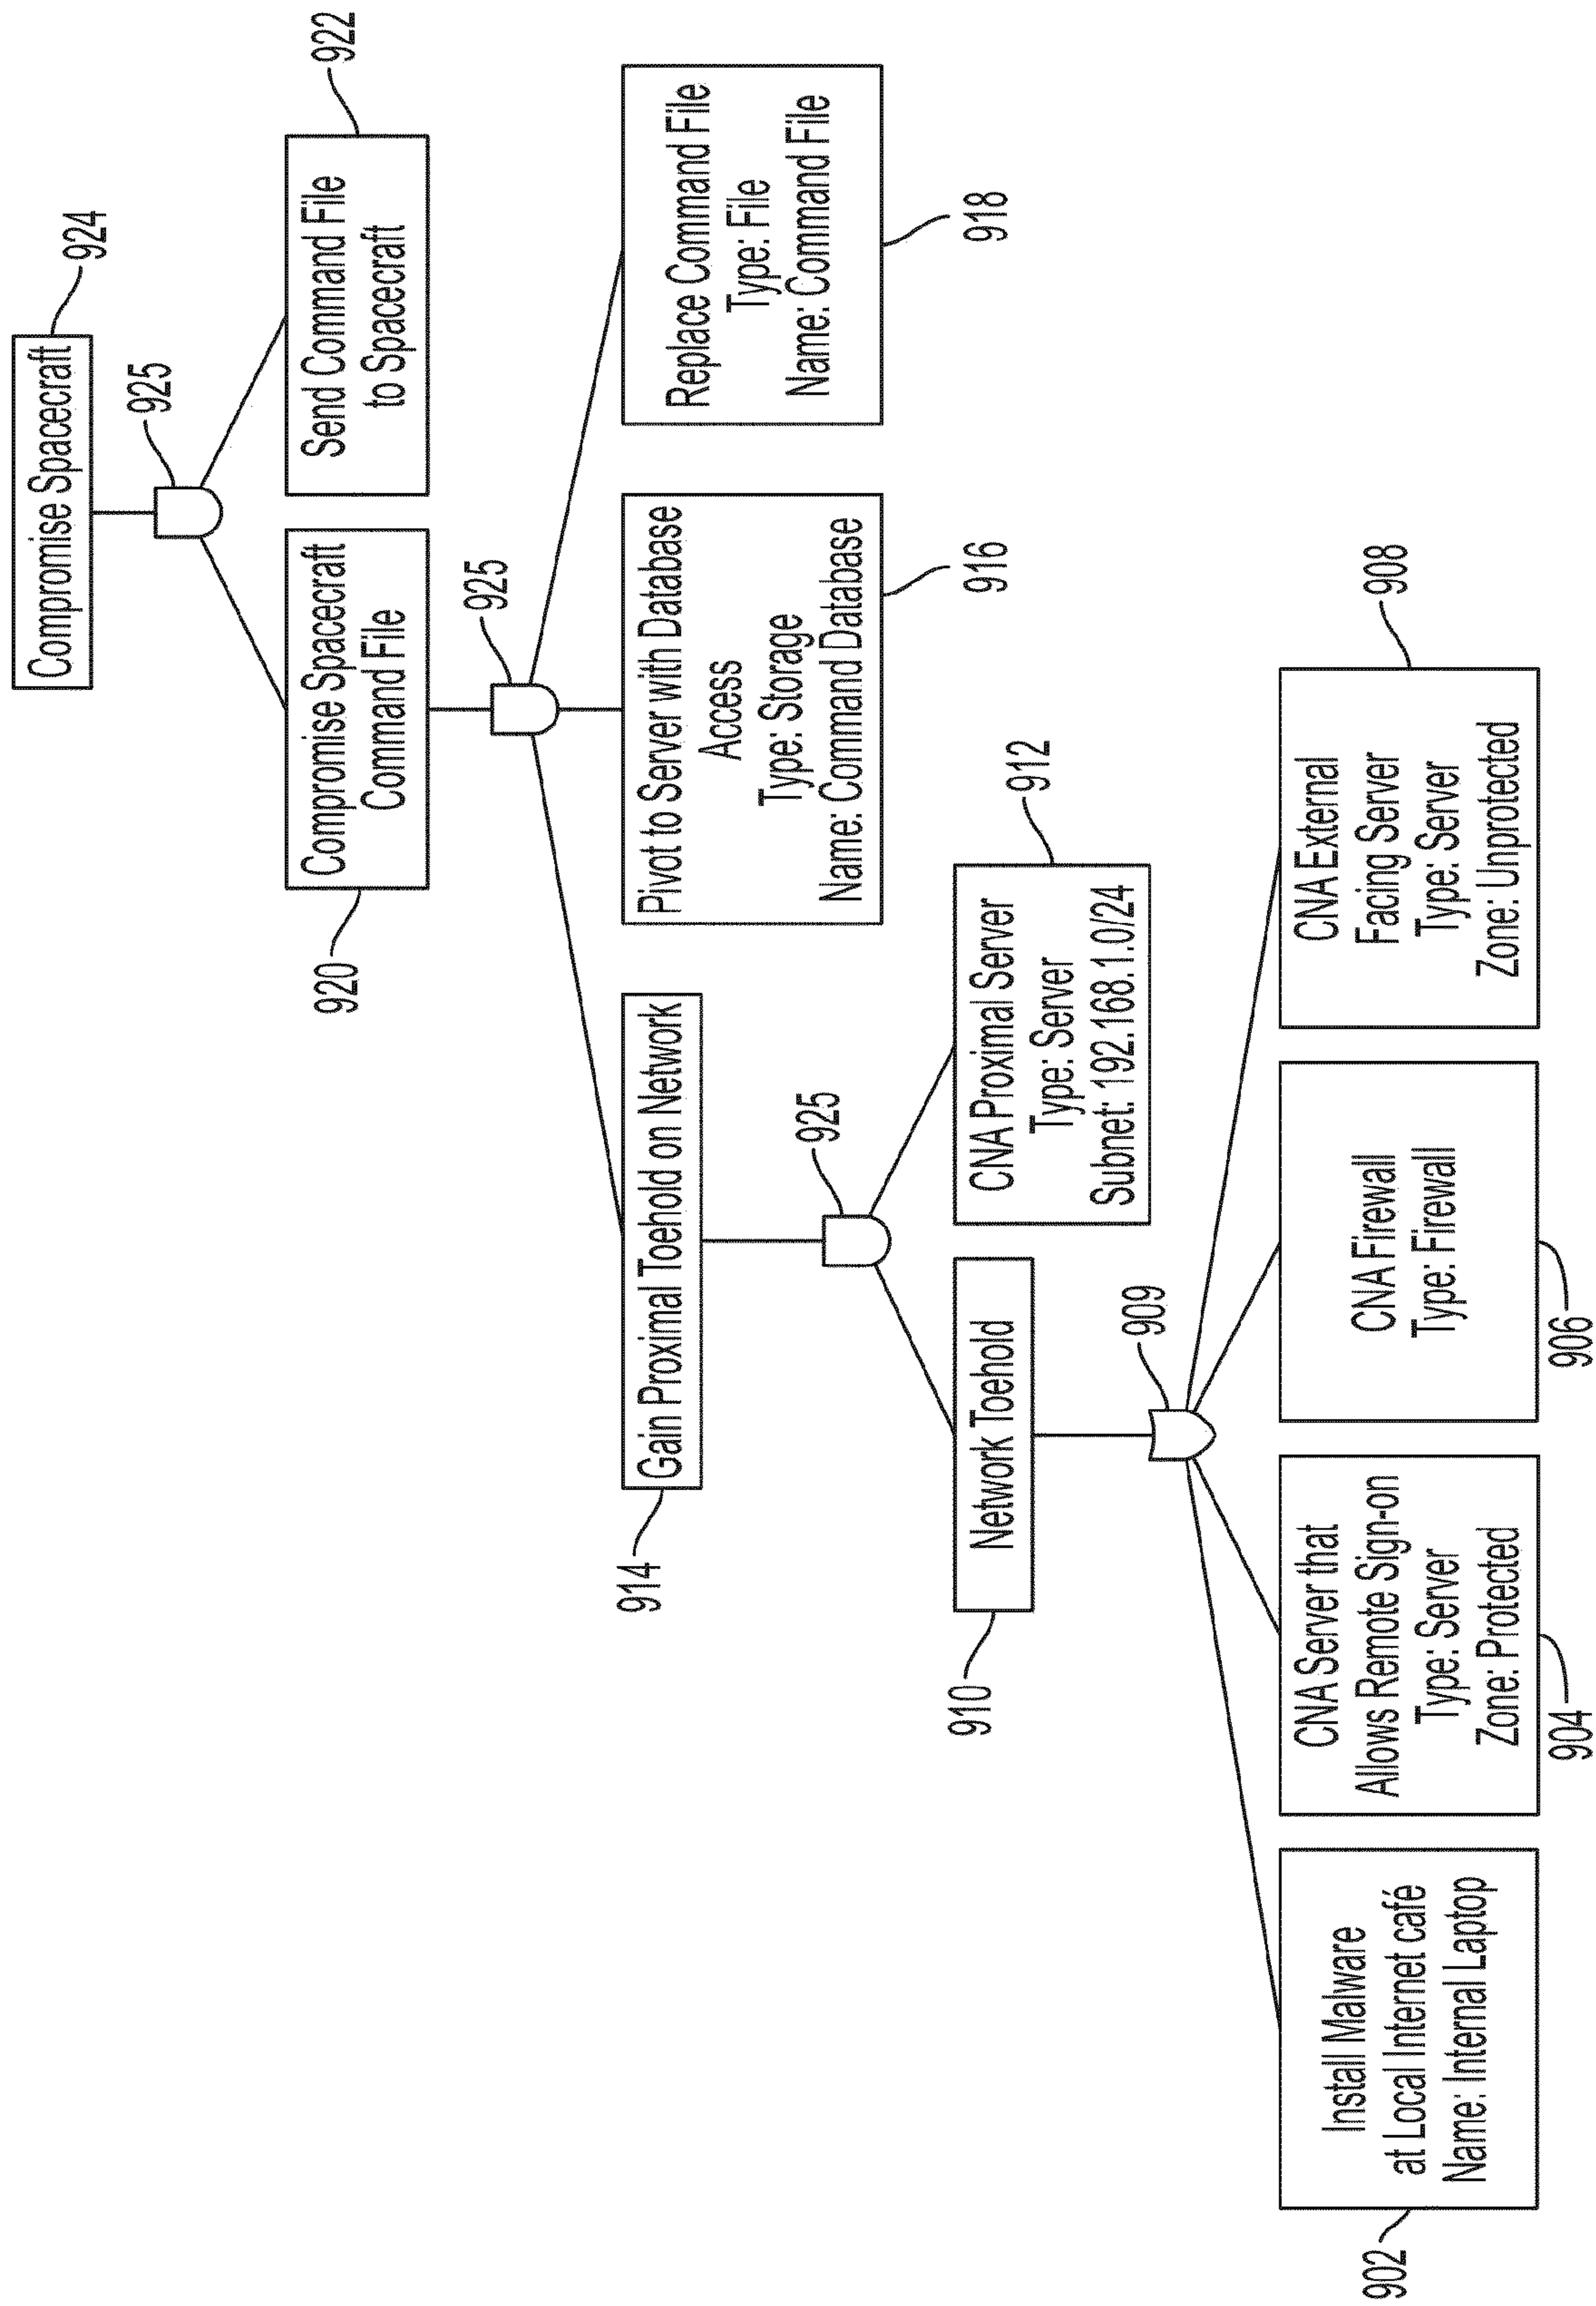 Compromise Spacecraft
924
925
Compromise Spacecraft
Command File
920
Send Command File
to Spacecraft
922
925
Gain Proximal Toehold on Network
914
Pivot to Server with Database
Access
Type: Storage
Name: Command Database
916
Replace Command File
Type: File
Name: Command File
918
925
Network Toehold
910
CNA Proximal Server
Type: Server
Subnet: 192.168.1.0/24
912
909
Install Malware
at Local Internet café
Name: Internal Laptop
902
CNA Server that
Allows Remote Sign-on
Type: Server
Zone: Protected
904
CNA Firewall
Type: Firewall
906
CNA External
Facing Server
Type: Server
Zone: Unprotected
908